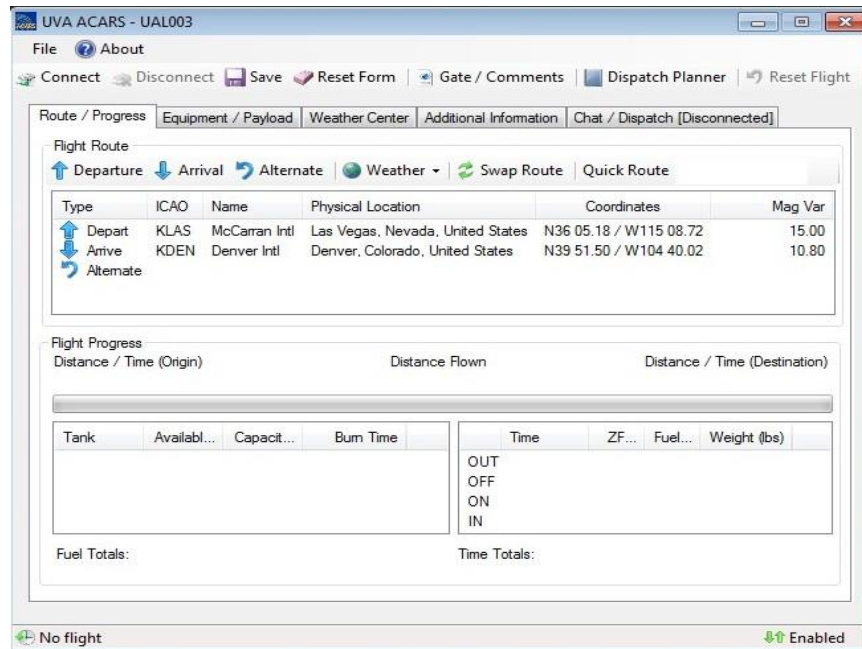 UVA ACARS - UAL003
File About
Connect Disconnect Save Reset Form Gate / Comments Dispatch Planner Reset Flight
Route / Progress Equipment / Payload Weather Center Additional Information Chat / Dispatch [Disconnected]
Flight Route
Departure Arrival Alternate Weather Swap Route Quick Route
Type ICAO Name Physical Location Coordinates Mag Var
Depart KLAS McCarran Intl Las Vegas, Nevada, United States N36 05.18 / W115 08.72 15.00
Arrive KDEN Denver Intl Denver, Colorado, United States N39 51.50 / W104 40.02 10.80
Alternate
Flight Progress
Distance / Time (Origin) Distance Flown Distance / Time (Destination)
Tank Availabl... Capacit... Burn Time Time ZF... Fuel... Weight (lbs)
OUT
OFF
ON
IN
Fuel Totals: Time Totals:
No flight Enabled